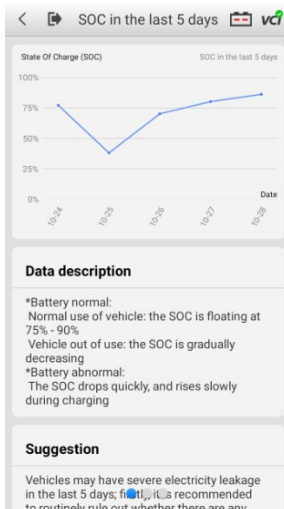 SOC in the last 5 days vci
State Of Charge (SOC) SOC in the last 5 days
100%
75%
50%
25%
0%
Date
10-24 10-25 10-26 10-27 10-28
Data description
*Battery normal:
Normal use of vehicle: the SOC is floating at
75% - 90%
Vehicle out of use: the SOC is gradually
decreasing
*Battery abnormal:
The SOC drops quickly, and rises slowly
during charging
Suggestion
Vehicles may have severe electricity leakage
in the last 5 days; firstly, it is recommended
to routinely rule out whether there are any